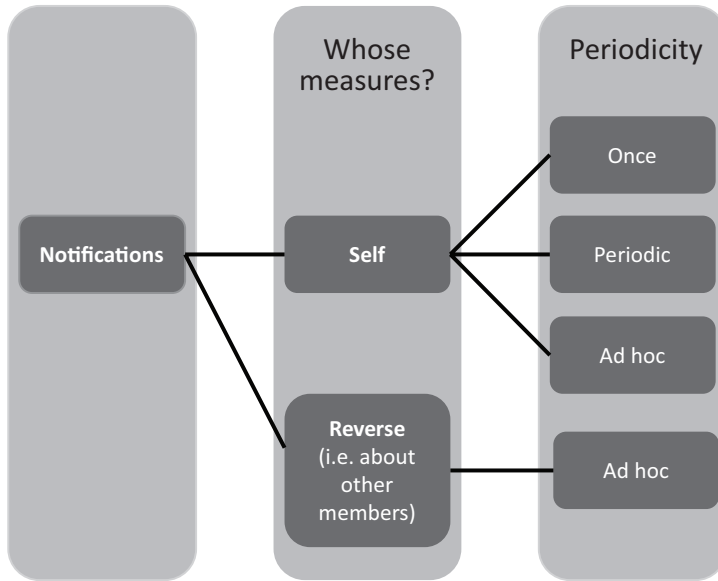 Whose
measures?
Periodicity
Once
Notifications
Self
Periodic
Ad hoc
Reverse
(i.e. about
other
members)
Ad hoc